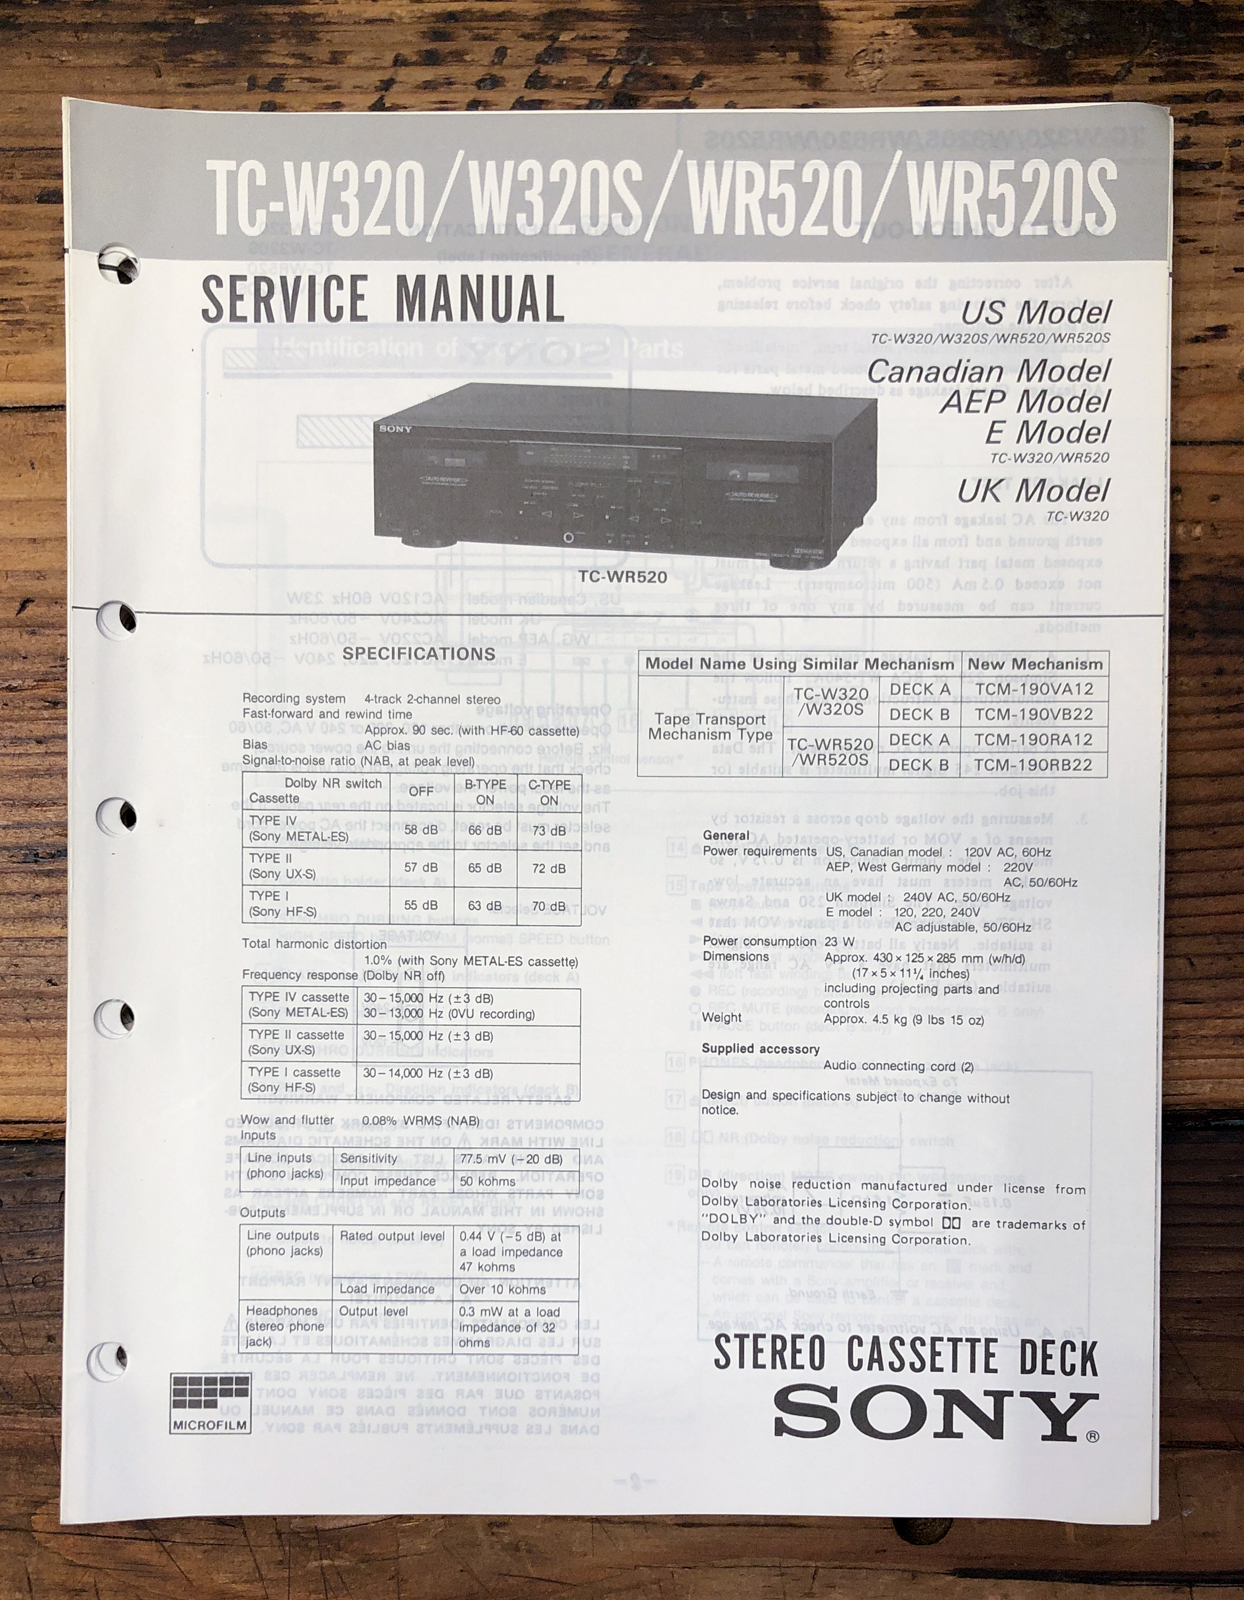 TC-W320/W320S/WR520/WR520S
SERVICE MANUAL
US Model
TC-W320/W320S/WR520/WR520S
Canadian Model
AEP Model
E Model
TC-W320/WR520
UK Model
TC-W320
SONY
TC-WR520
SPECIFICATIONS
Recording system 4-track 2-channel stereo
Fast-forward and rewind time
Approx. 90 sec. (with HF-60 cassette)
Bias AC bias
Signal-to-noise ratio (NAB, at peak level)
Dolby NR switch
Cassette
OFF
B-TYPE ON
C-TYPE ON
TYPE IV
(Sony METAL-ES)
58 dB 66 dB 73 dB
TYPE II
(Sony UX-S)
57 dB 65 dB 72 dB
TYPE I
(Sony HF-S)
55 dB 63 dB 70 dB
Total harmonic distortion
1.0% (with Sony METAL-ES cassette)
Frequency response (Dolby NR off)
TYPE IV cassette 30–15,000 Hz (±3 dB)
(Sony METAL-ES) 30–13,000 Hz (0VU recording)
TYPE II cassette 30–15,000 Hz (±3 dB)
(Sony UX-S)
TYPE I cassette 30–14,000 Hz (±3 dB)
(Sony HF-S)
Wow and flutter 0.08% WRMS (NAB)
Inputs
Line inputs Sensitivity 77.5 mV (−20 dB)
(phono jacks) Input impedance 50 kohms
Outputs
Line outputs Rated output level 0.44 V (−5 dB) at
(phono jacks) a load impedance
47 kohms
Load impedance Over 10 kohms
Headphones Output level 0.3 mW at a load
(stereo phone impedance of 32
jack) ohms
MICROFILM
Model Name Using Similar Mechanism New Mechanism
Tape Transport
Mechanism Type
TC-W320
/W320S
DECK A TCM-190VA12
DECK B TCM-190VB22
TC-WR520
/WR520S
DECK A TCM-190RA12
DECK B TCM-190RB22
General
Power requirements US, Canadian model : 120V AC, 60Hz
AEP, West Germany model : 220V
AC, 50/60Hz
UK model : 240V AC, 50/60Hz
E model : 120, 220, 240V
AC adjustable, 50/60Hz
Power consumption 23 W
Dimensions Approx. 430×125×285 mm (w/h/d)
(17×5×11¼ inches)
including projecting parts and
controls
Weight Approx. 4.5 kg (9 lbs 15 oz)
Supplied accessory
Audio connecting cord (2)
Design and specifications subject to change without
notice.
Dolby noise reduction manufactured under license from
Dolby Laboratories Licensing Corporation.
"DOLBY" and the double-D symbol are trademarks of
Dolby Laboratories Licensing Corporation.
STEREO CASSETTE DECK
SONY®